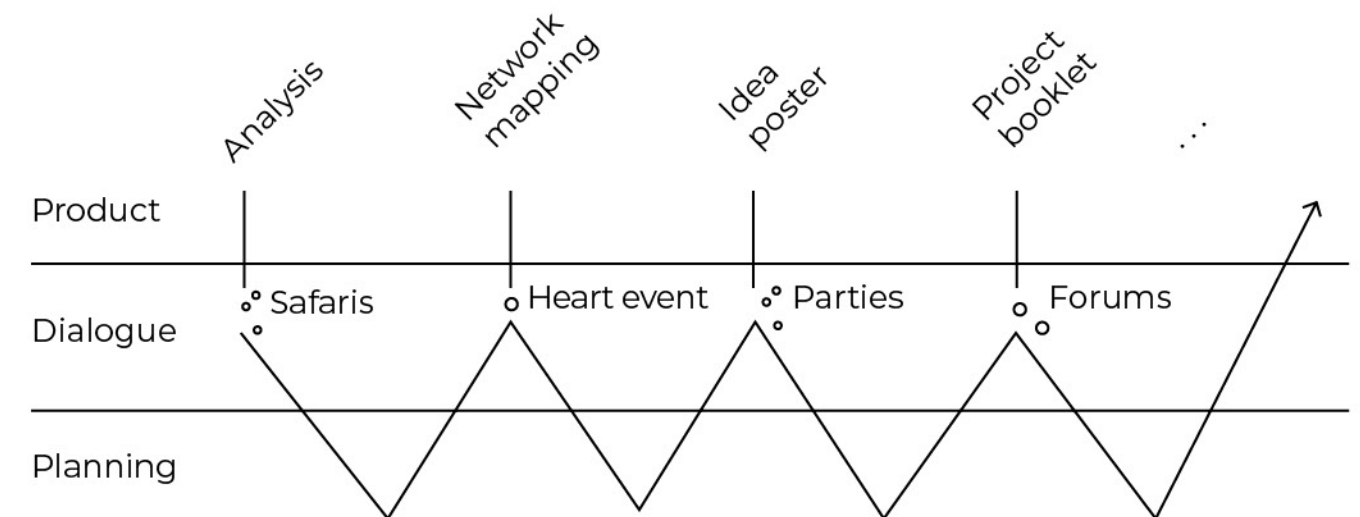 Analysis
Network
mapping
Idea
poster
Project
booklet
...
Product
Safaris
Heart event
Parties
Forums
Dialogue
Planning